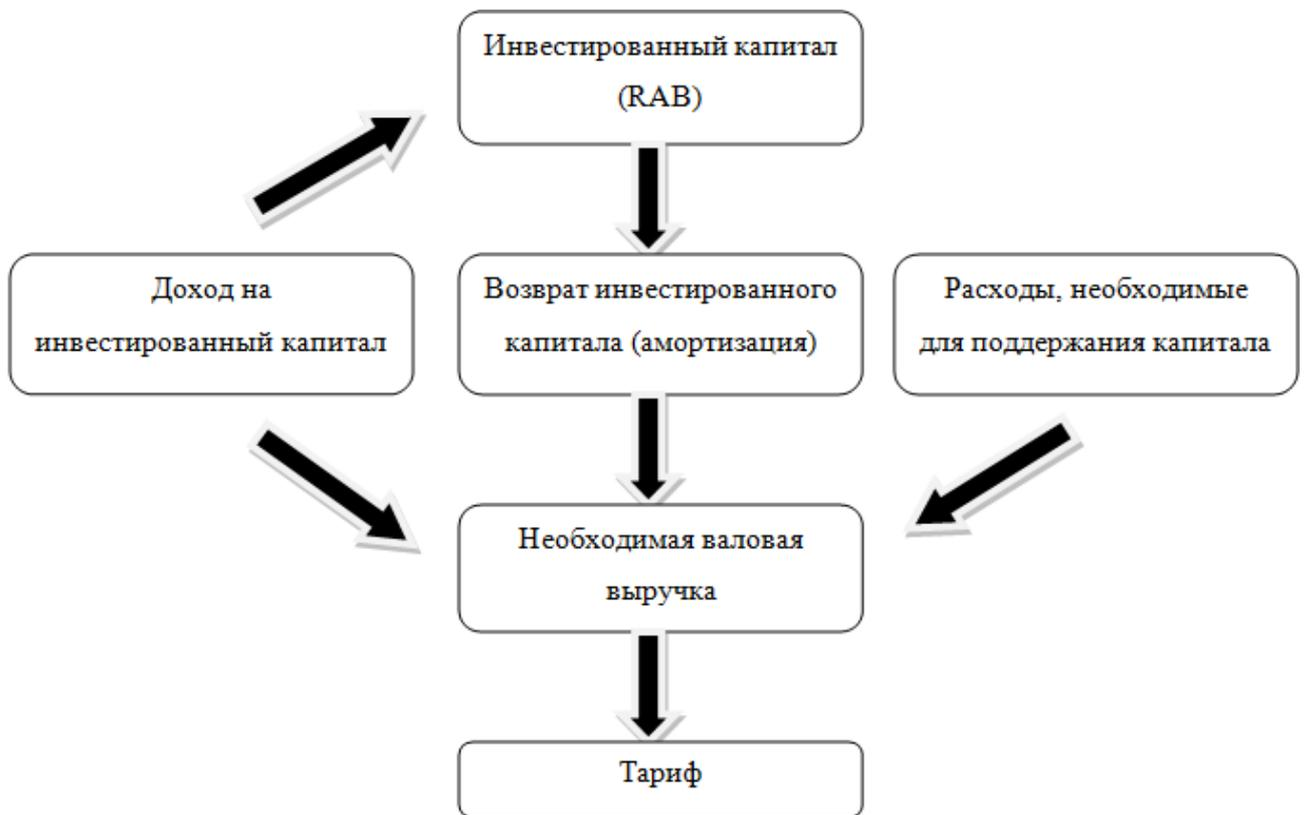 Инвестированный капитал
(RAB)
Доход на
инвестированный капитал
Возврат инвестированного
капитала (амортизация)
Расходы, необходимые
для поддержания капитала
Необходимая валовая
выручка
Тариф